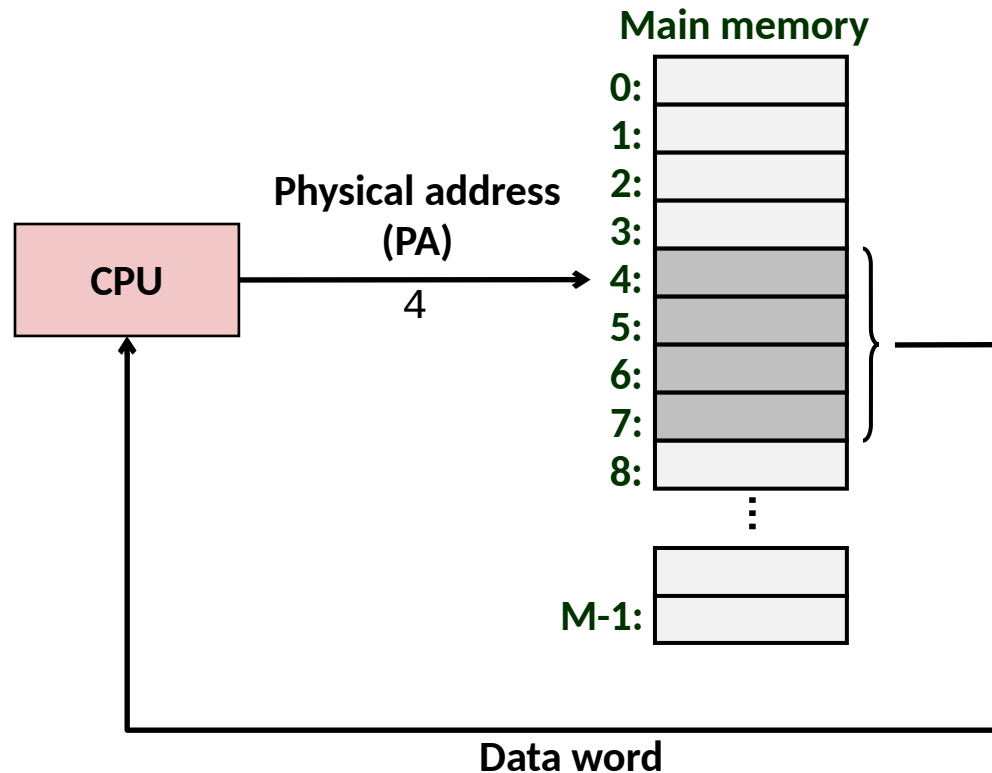 Main memory
0:
1:
2:
3:
4:
5:
6:
7:
8:
M-1:
Physical address
(PA)
4
CPU
Data word